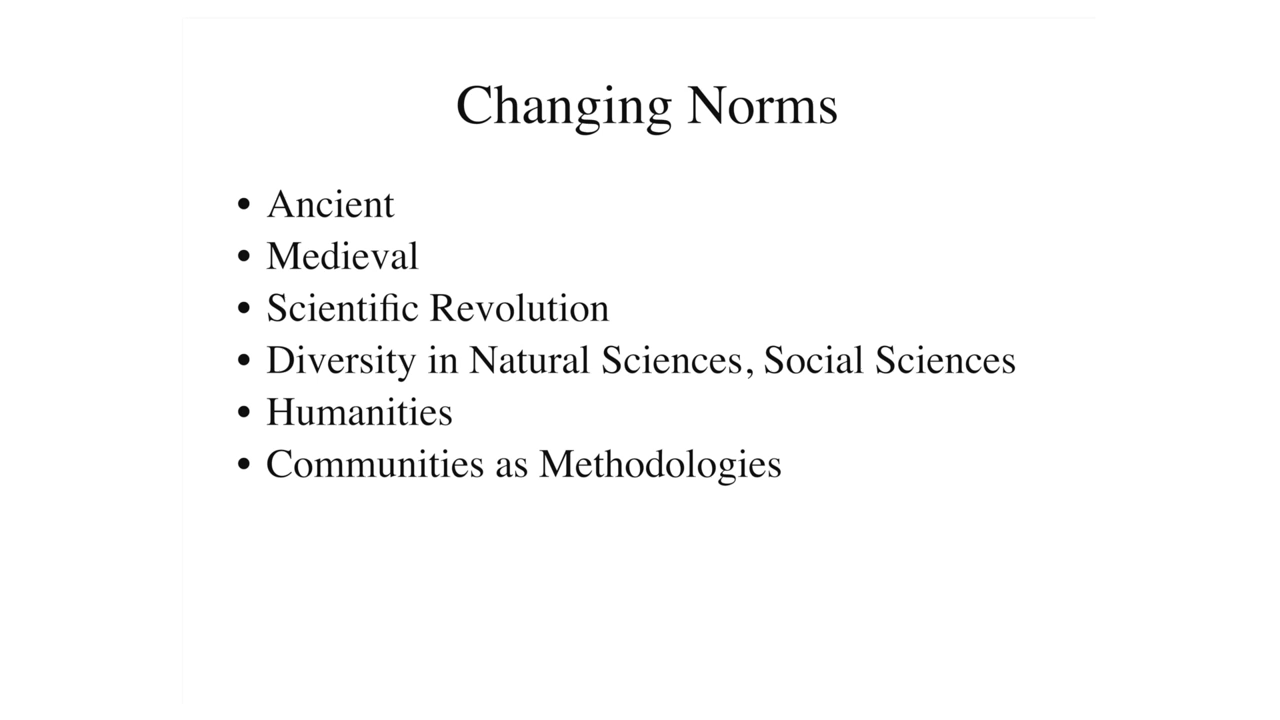 Changing Norms
• Ancient
• Medieval
• Scientific Revolution
• Diversity in Natural Sciences, Social Sciences
• Humanities
• Communities as Methodologies